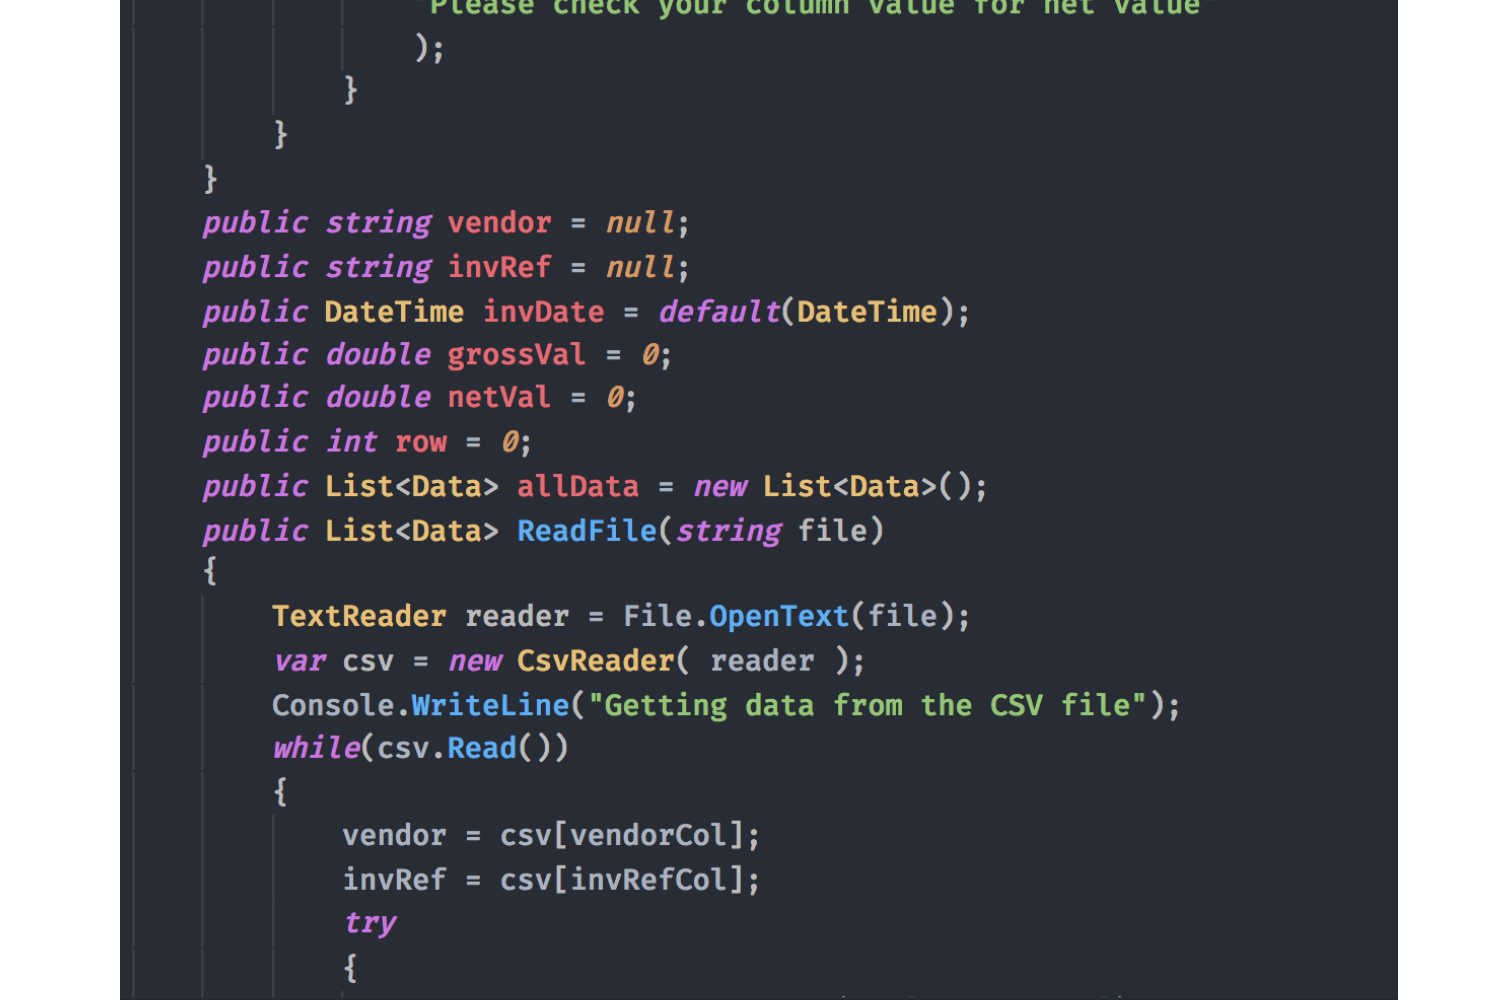 "Please check your column value for net value"
);
}
}
}
public string vendor = null;
public string invRef = null;
public DateTime invDate = default(DateTime);
public double grossVal = 0;
public double netVal = 0;
public int row = 0;
public List<Data> allData = new List<Data>();
public List<Data> ReadFile(string file)
{
TextReader reader = File.OpenText(file);
var csv = new CsvReader( reader );
Console.WriteLine("Getting data from the CSV file");
while(csv.Read())
{
vendor = csv[vendorCol];
invRef = csv[invRefCol];
try
{